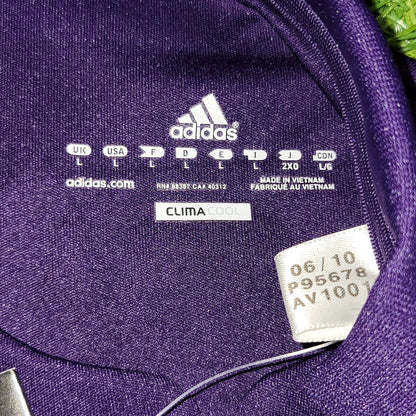 adidas®
UK USA F D E I J CDN
L L L L L L 2XO L/G
adidas.com RN# 88387 CA# 40312 MADE IN VIETNAM
FABRIQUÉ AU VIETNAM
CLIMACOOL
06/10
P95678
AV1001